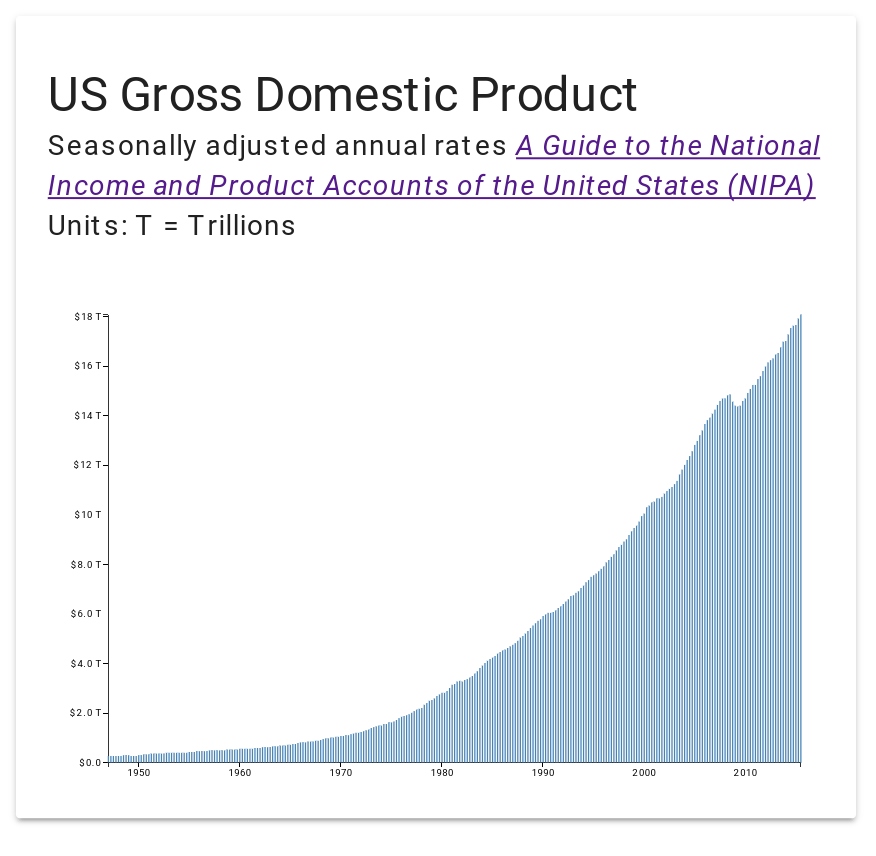 US Gross Domestic Product
Seasonally adjusted annual rates A Guide to the National
Income and Product Accounts of the United States (NIPA)
Units: T = Trillions
$18 T
$16 T
$14 T
$12 T
$10 T
$8.0 T
$6.0 T
$4.0 T
$2.0 T
$0.0
1950 1960 1970 1980 1990 2000 2010